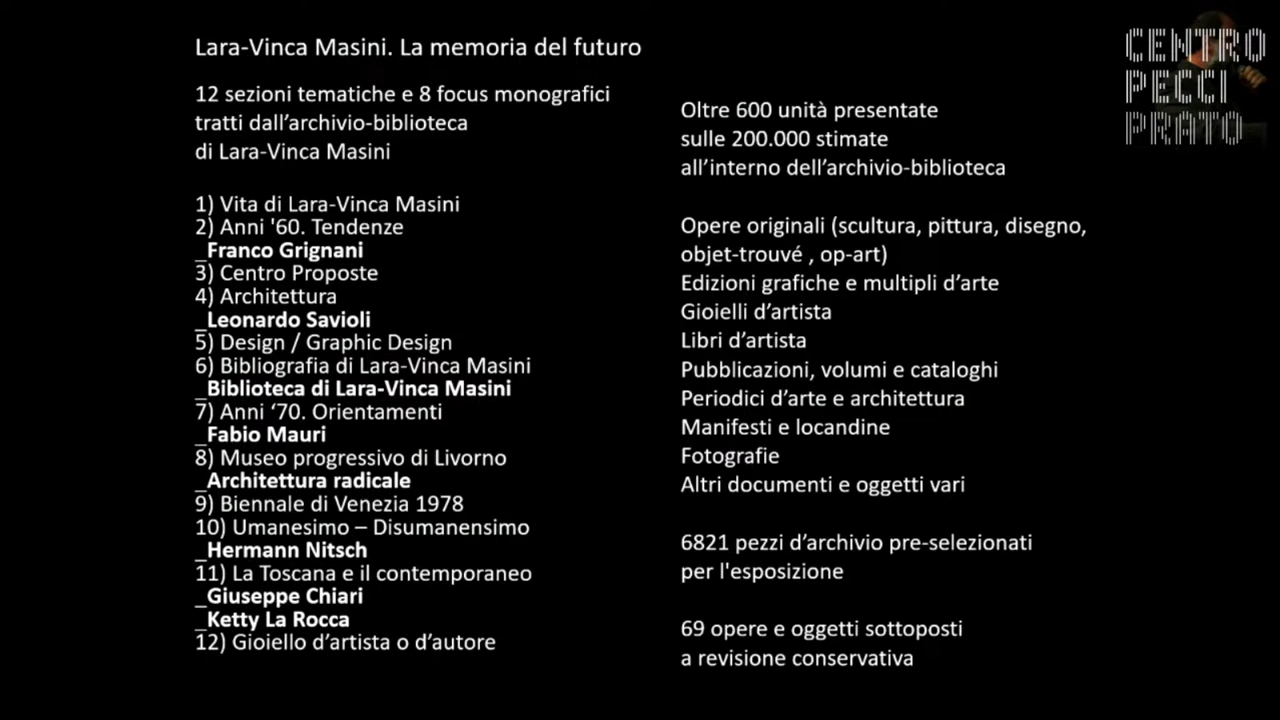 Lara-Vinca Masini. La memoria del futuro
12 sezioni tematiche e 8 focus monografici
tratti dall’archivio-biblioteca
di Lara-Vinca Masini
1) Vita di Lara-Vinca Masini
2) Anni '60. Tendenze
_Franco Grignani
3) Centro Proposte
4) Architettura
_Leonardo Savioli
5) Design / Graphic Design
6) Bibliografia di Lara-Vinca Masini
_Biblioteca di Lara-Vinca Masini
7) Anni ‘70. Orientamenti
_Fabio Mauri
8) Museo progressivo di Livorno
_Architettura radicale
9) Biennale di Venezia 1978
10) Umanesimo – Disumanensimo
_Hermann Nitsch
11) La Toscana e il contemporaneo
_Giuseppe Chiari
_Ketty La Rocca
12) Gioiello d’artista o d’autore
Oltre 600 unità presentate
sulle 200.000 stimate
all’interno dell’archivio-biblioteca
Opere originali (scultura, pittura, disegno,
objet-trouvé , op-art)
Edizioni grafiche e multipli d’arte
Gioielli d’artista
Libri d’artista
Pubblicazioni, volumi e cataloghi
Periodici d’arte e architettura
Manifesti e locandine
Fotografie
Altri documenti e oggetti vari
6821 pezzi d’archivio pre-selezionati
per l'esposizione
69 opere e oggetti sottoposti
a revisione conservativa
CENTRO
PECCI
PRATO